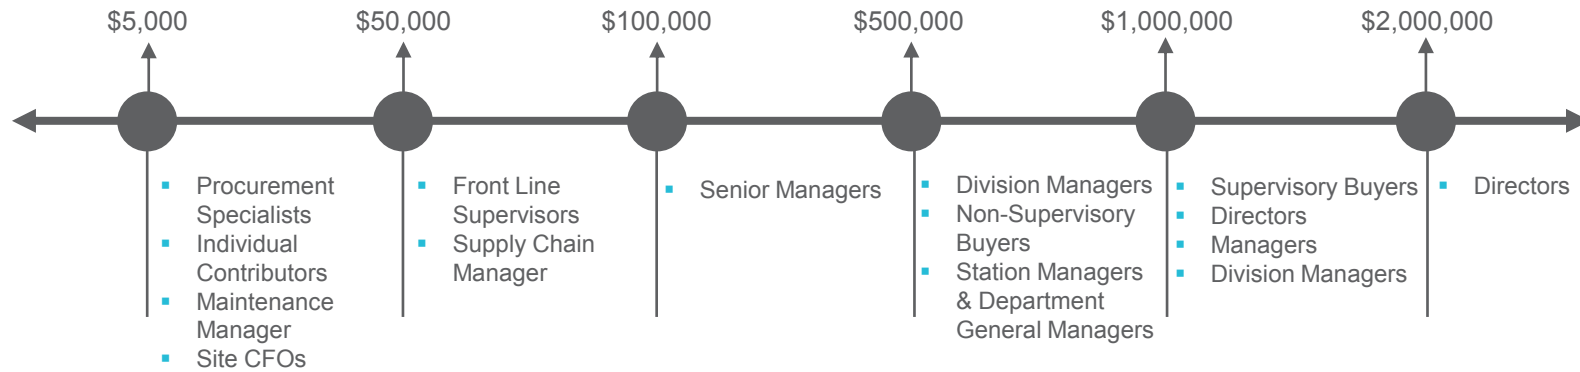 $5,000
$50,000
$100,000
$500,000
$1,000,000
$2,000,000
▪ Procurement
Specialists
▪ Individual
Contributors
▪ Maintenance
Manager
▪ Site CFOs
▪ Front Line
Supervisors
▪ Supply Chain
Manager
▪ Senior Managers
▪ Division Managers
▪ Non-Supervisory
Buyers
▪ Station Managers
& Department
General Managers
▪ Supervisory Buyers
▪ Directors
▪ Managers
▪ Division Managers
▪ Directors